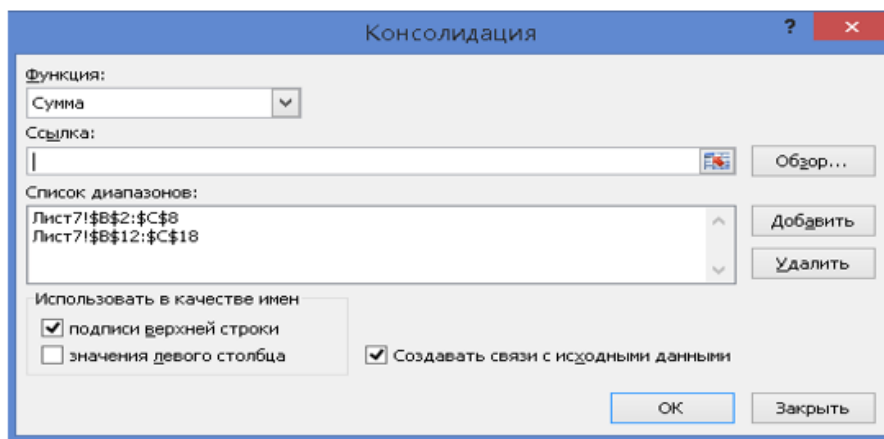 Консолидация
?
Функция:
Сумма
Ссылка:
Обзор...
Список диапазонов:
Лист7!$B$2:$C$8
Лист7!$B$12:$C$18
Добавить
Удалить
Использовать в качестве имен
подписи верхней строки
значения левого столбца
Создавать связи с исходными данными
ОК
Закрыть